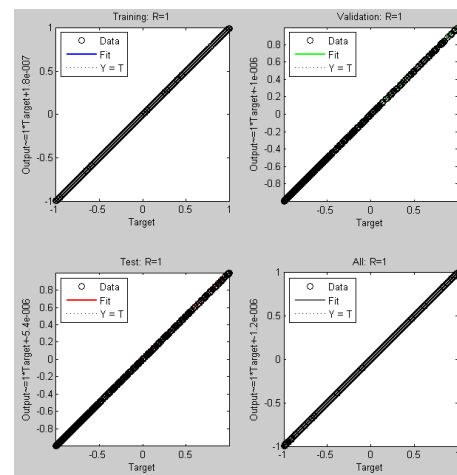 Training: R=1
Output~=1*Target+1.8e-007
1
0.5
0
-0.5
-1
Data
Fit
Y = T
-1
-0.5
0
0.5
1
Target
Validation: R=1
Output~=1*Target+-1e-006
0.8
0.6
0.4
0.2
0
-0.2
-0.4
-0.6
-0.8
Data
Fit
Y = T
-0.5
0
0.5
Target
Test: R=1
Output~=1*Target+-5.4e-006
0.8
0.6
0.4
0.2
0
-0.2
-0.4
-0.6
-0.8
Data
Fit
Y = T
-0.5
0
0.5
Target
All: R=1
Output~=1*Target+-1.2e-006
1
0.5
0
-0.5
-1
Data
Fit
Y = T
-1
-0.5
0
0.5
1
Target